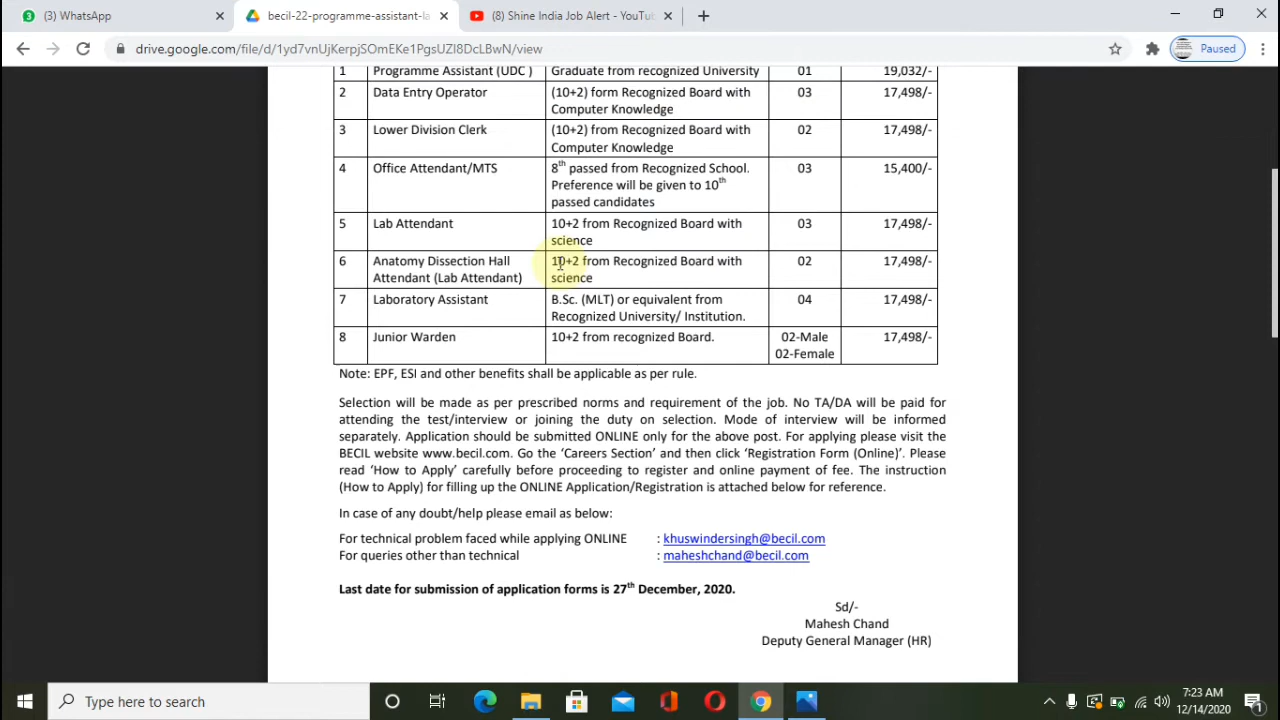 (3) WhatsApp
becil-22-programme-assistant-la
(8) Shine India Job Alert - YouTu
drive.google.com/file/d/1yd7vnUjKerpjSOmEKe1PgsUZI8DcLBwN/view
Paused
1 Programme Assistant (UDC ) Graduate from recognized University 01 19,032/-
2 Data Entry Operator (10+2) form Recognized Board with 03 17,498/-
Computer Knowledge
3 Lower Division Clerk (10+2) from Recognized Board with 02 17,498/-
Computer Knowledge
4 Office Attendant/MTS 8th passed from Recognized School. 03 15,400/-
Preference will be given to 10th
passed candidates
5 Lab Attendant 10+2 from Recognized Board with 03 17,498/-
science
6 Anatomy Dissection Hall 10+2 from Recognized Board with 02 17,498/-
Attendant (Lab Attendant) science
7 Laboratory Assistant B.Sc. (MLT) or equivalent from 04 17,498/-
Recognized University/ Institution.
8 Junior Warden 10+2 from recognized Board. 02-Male 17,498/-
02-Female
Note: EPF, ESI and other benefits shall be applicable as per rule.
Selection will be made as per prescribed norms and requirement of the job. No TA/DA will be paid for
attending the test/interview or joining the duty on selection. Mode of interview will be informed
separately. Application should be submitted ONLINE only for the above post. For applying please visit the
BECIL website www.becil.com. Go the ‘Careers Section’ and then click ‘Registration Form (Online)’. Please
read ‘How to Apply’ carefully before proceeding to register and online payment of fee. The instruction
(How to Apply) for filling up the ONLINE Application/Registration is attached below for reference.
In case of any doubt/help please email as below:
For technical problem faced while applying ONLINE : khuswindersingh@becil.com
For queries other than technical : maheshchand@becil.com
Last date for submission of application forms is 27th December, 2020.
Sd/-
Mahesh Chand
Deputy General Manager (HR)
Type here to search
7:23 AM
12/14/2020